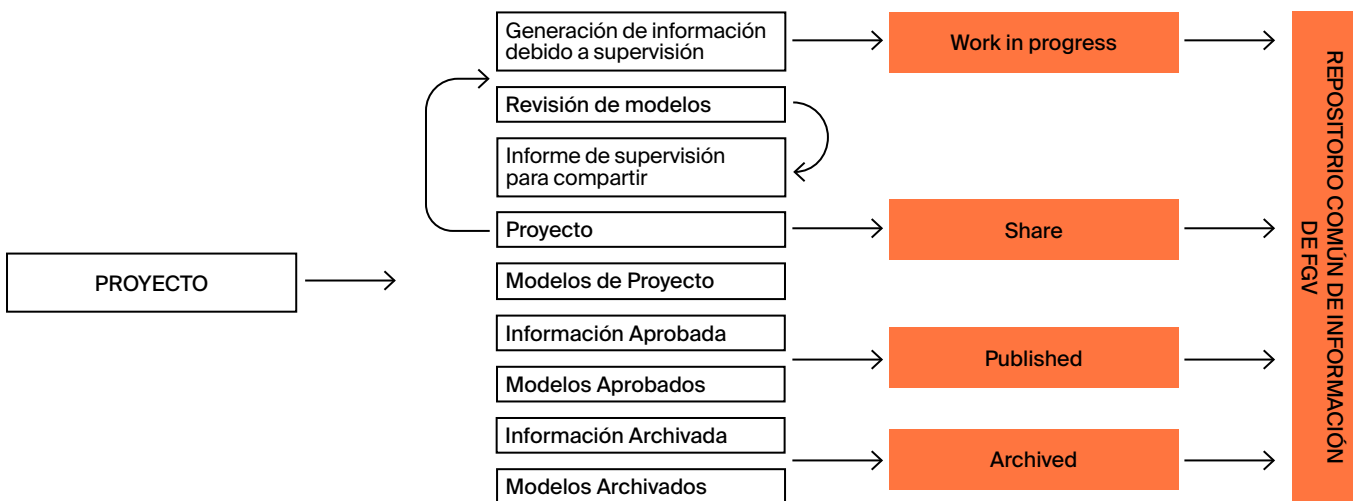 PROYECTO
Generación de información
debido a supervisión
Revisión de modelos
Informe de supervisión
para compartir
Proyecto
Modelos de Proyecto
Información Aprobada
Modelos Aprobados
Información Archivada
Modelos Archivados
Work in progress
Share
Published
Archived
REPOSITORIO COMÚN DE INFORMACIÓN
DE FGV